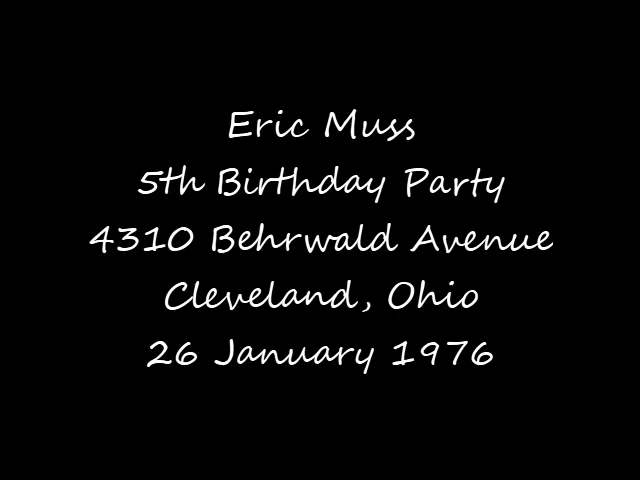 Eric Muss
5th Birthday Party
4310 Behrwald Avenue
Cleveland, Ohio
26 January 1976